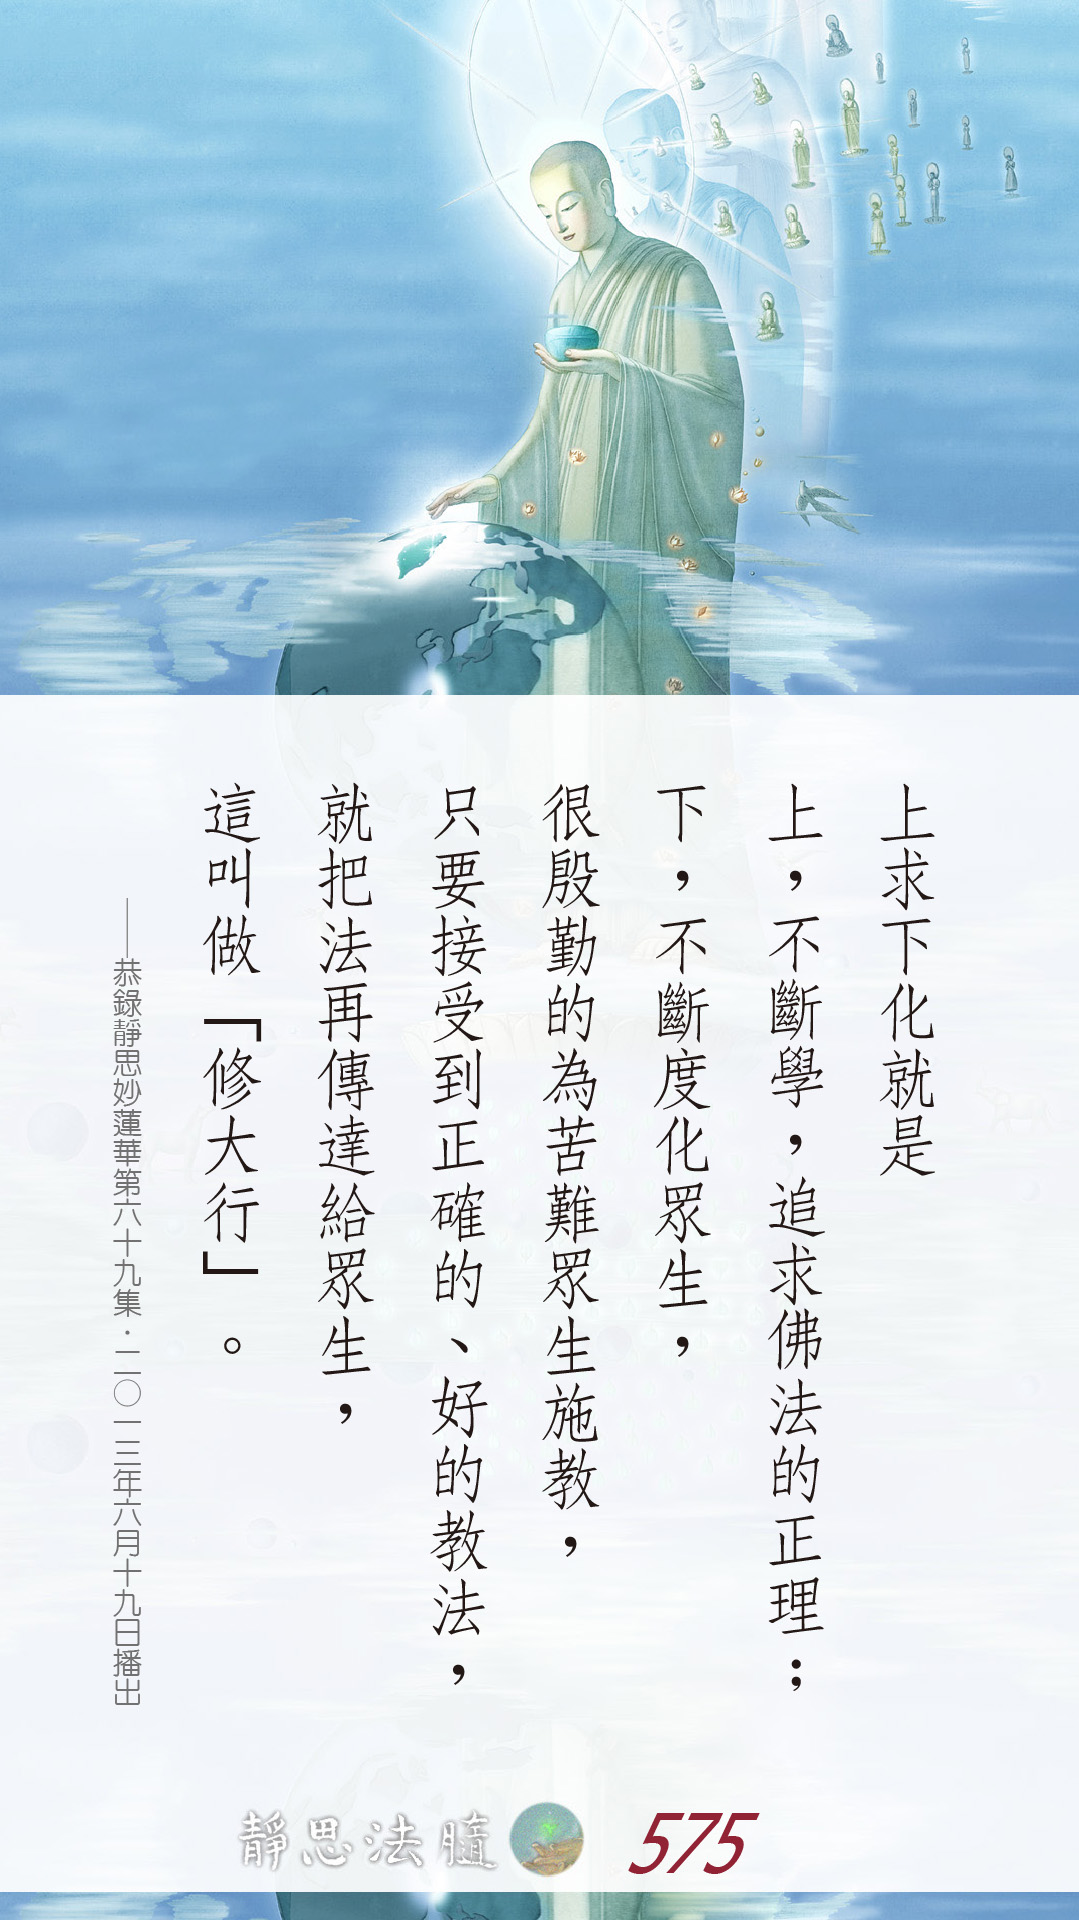 上求下化就是
上，不斷學，追求佛法的正理；
下，不斷度化眾生，
很殷勤的為苦難眾生施教，
只要接受到正確的、好的教法，
就把法再傳達給眾生，
這叫做「修大行」。
——恭錄靜思妙蓮華第六十九集·二〇一三年六月十九日播出
靜思法髓
575